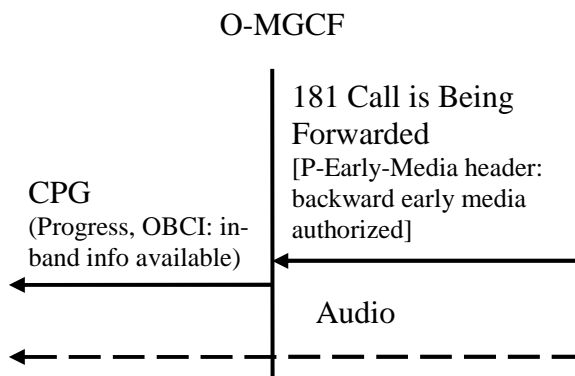 O-MGCF
181 Call is Being
Forwarded
[P-Early-Media header:
backward early media
authorized]
CPG
(Progress, OBCI: in-
band info available)
Audio